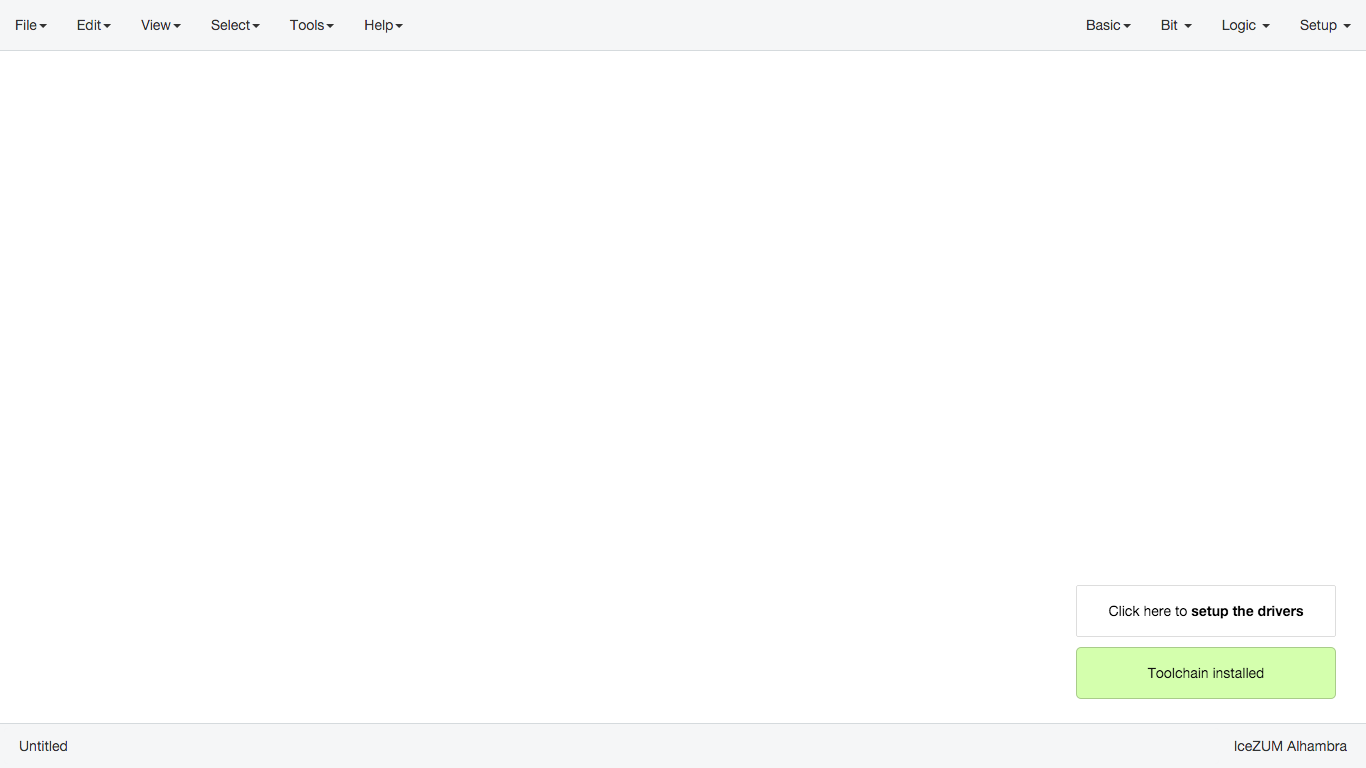 File Edit View Select Tools Help Basic Bit Logic Setup
Click here to setup the drivers
Toolchain installed
Untitled IceZUM Alhambra